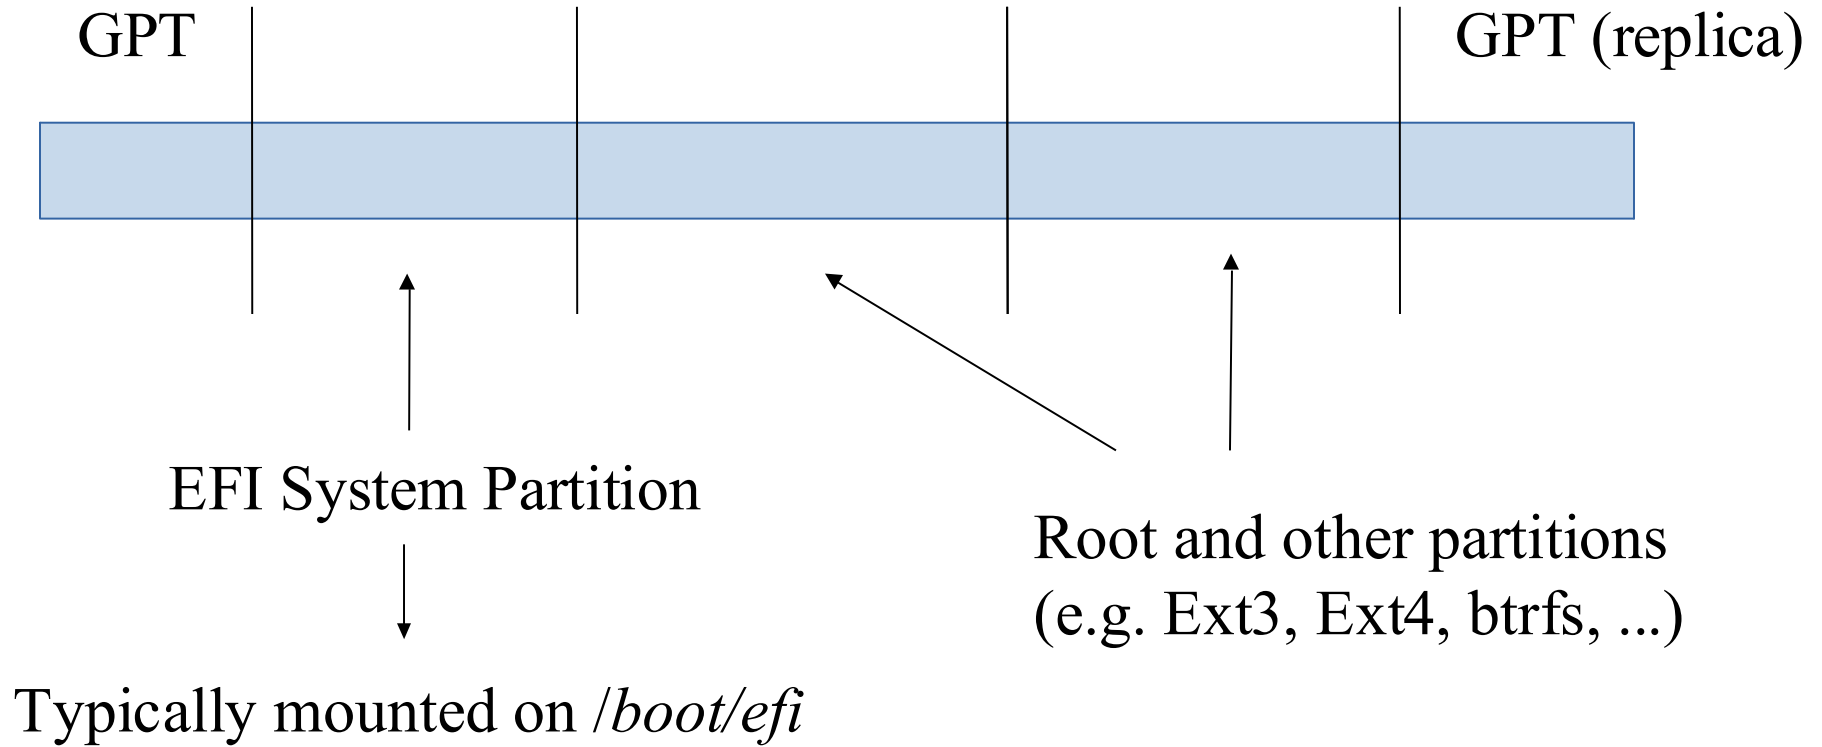 GPT
GPT (replica)
EFI System Partition
Root and other partitions
(e.g. Ext3, Ext4, btrfs, ...)
Typically mounted on /boot/efi